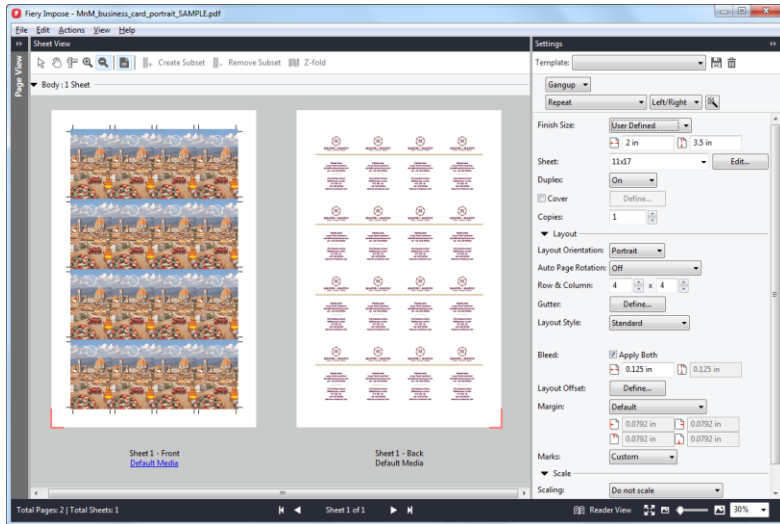 Fiery Impose - MnM_business_card_portrait_SAMPLE.pdf
File Edit Actions View Help
Sheet View
Settings
Page View
Create Subset Remove Subset Z-fold
Template:
Body : 1 Sheet
Gangup
Repeat Left/Right
Finish Size: User Defined
2 in 3.5 in
Sheet: 11x17 Edit...
Duplex: On
Cover Define...
Copies: 1
Layout
Layout Orientation: Portrait
Auto Page Rotation: Off
Row & Column: 4 x 4
Gutter: Define...
Layout Style: Standard
Bleed: Apply Both
0.125 in 0.125 in
Layout Offset: Define...
Margin: Default
0.0792 in 0.0792 in
0.0792 in 0.0792 in
Marks: Custom
Scale
Scaling: Do not scale
Sheet 1 - Front
Default Media
Sheet 1 - Back
Default Media
Total Pages: 2 | Total Sheets: 1
Sheet 1 of 1
Reader View
30%